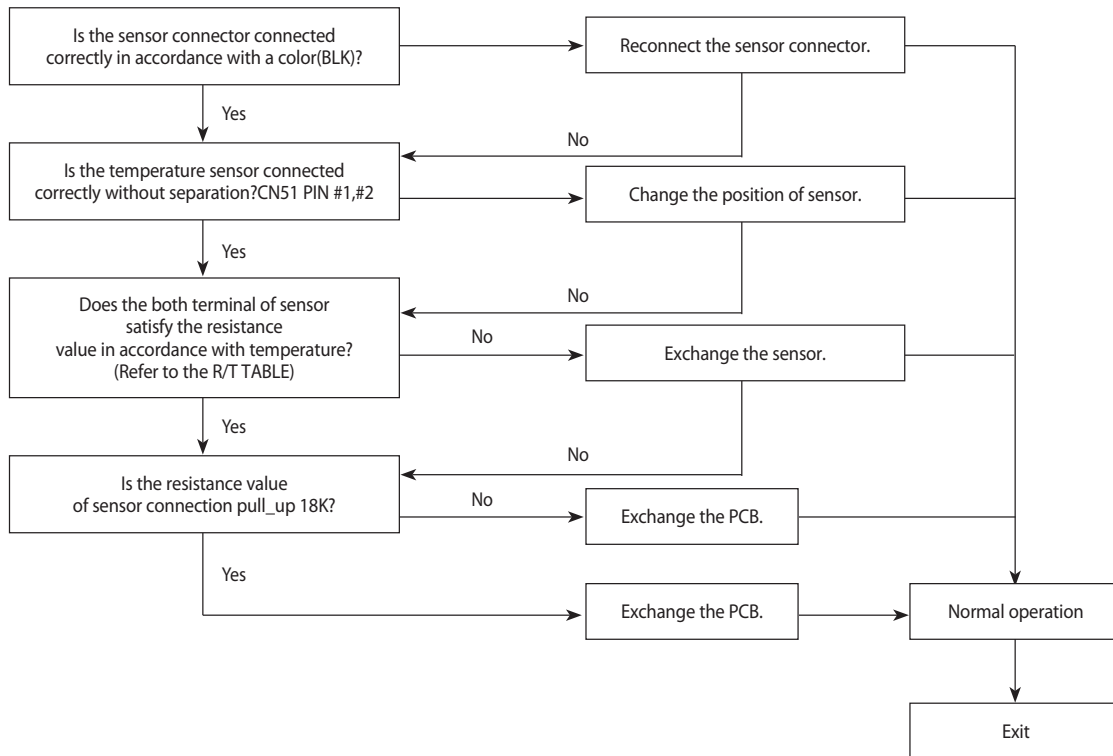 Is the sensor connector connected
correctly in accordance with a color(BLK)?
Reconnect the sensor connector.
Yes
No
Is the temperature sensor connected
correctly without separation?CN51 PIN #1,#2
Change the position of sensor.
Yes
No
Does the both terminal of sensor
satisfy the resistance
value in accordance with temperature?
(Refer to the R/T TABLE)
No
Exchange the sensor.
Yes
No
Is the resistance value
of sensor connection pull_up 18K?
No
Exchange the PCB.
Yes
Exchange the PCB.
Normal operation
Exit